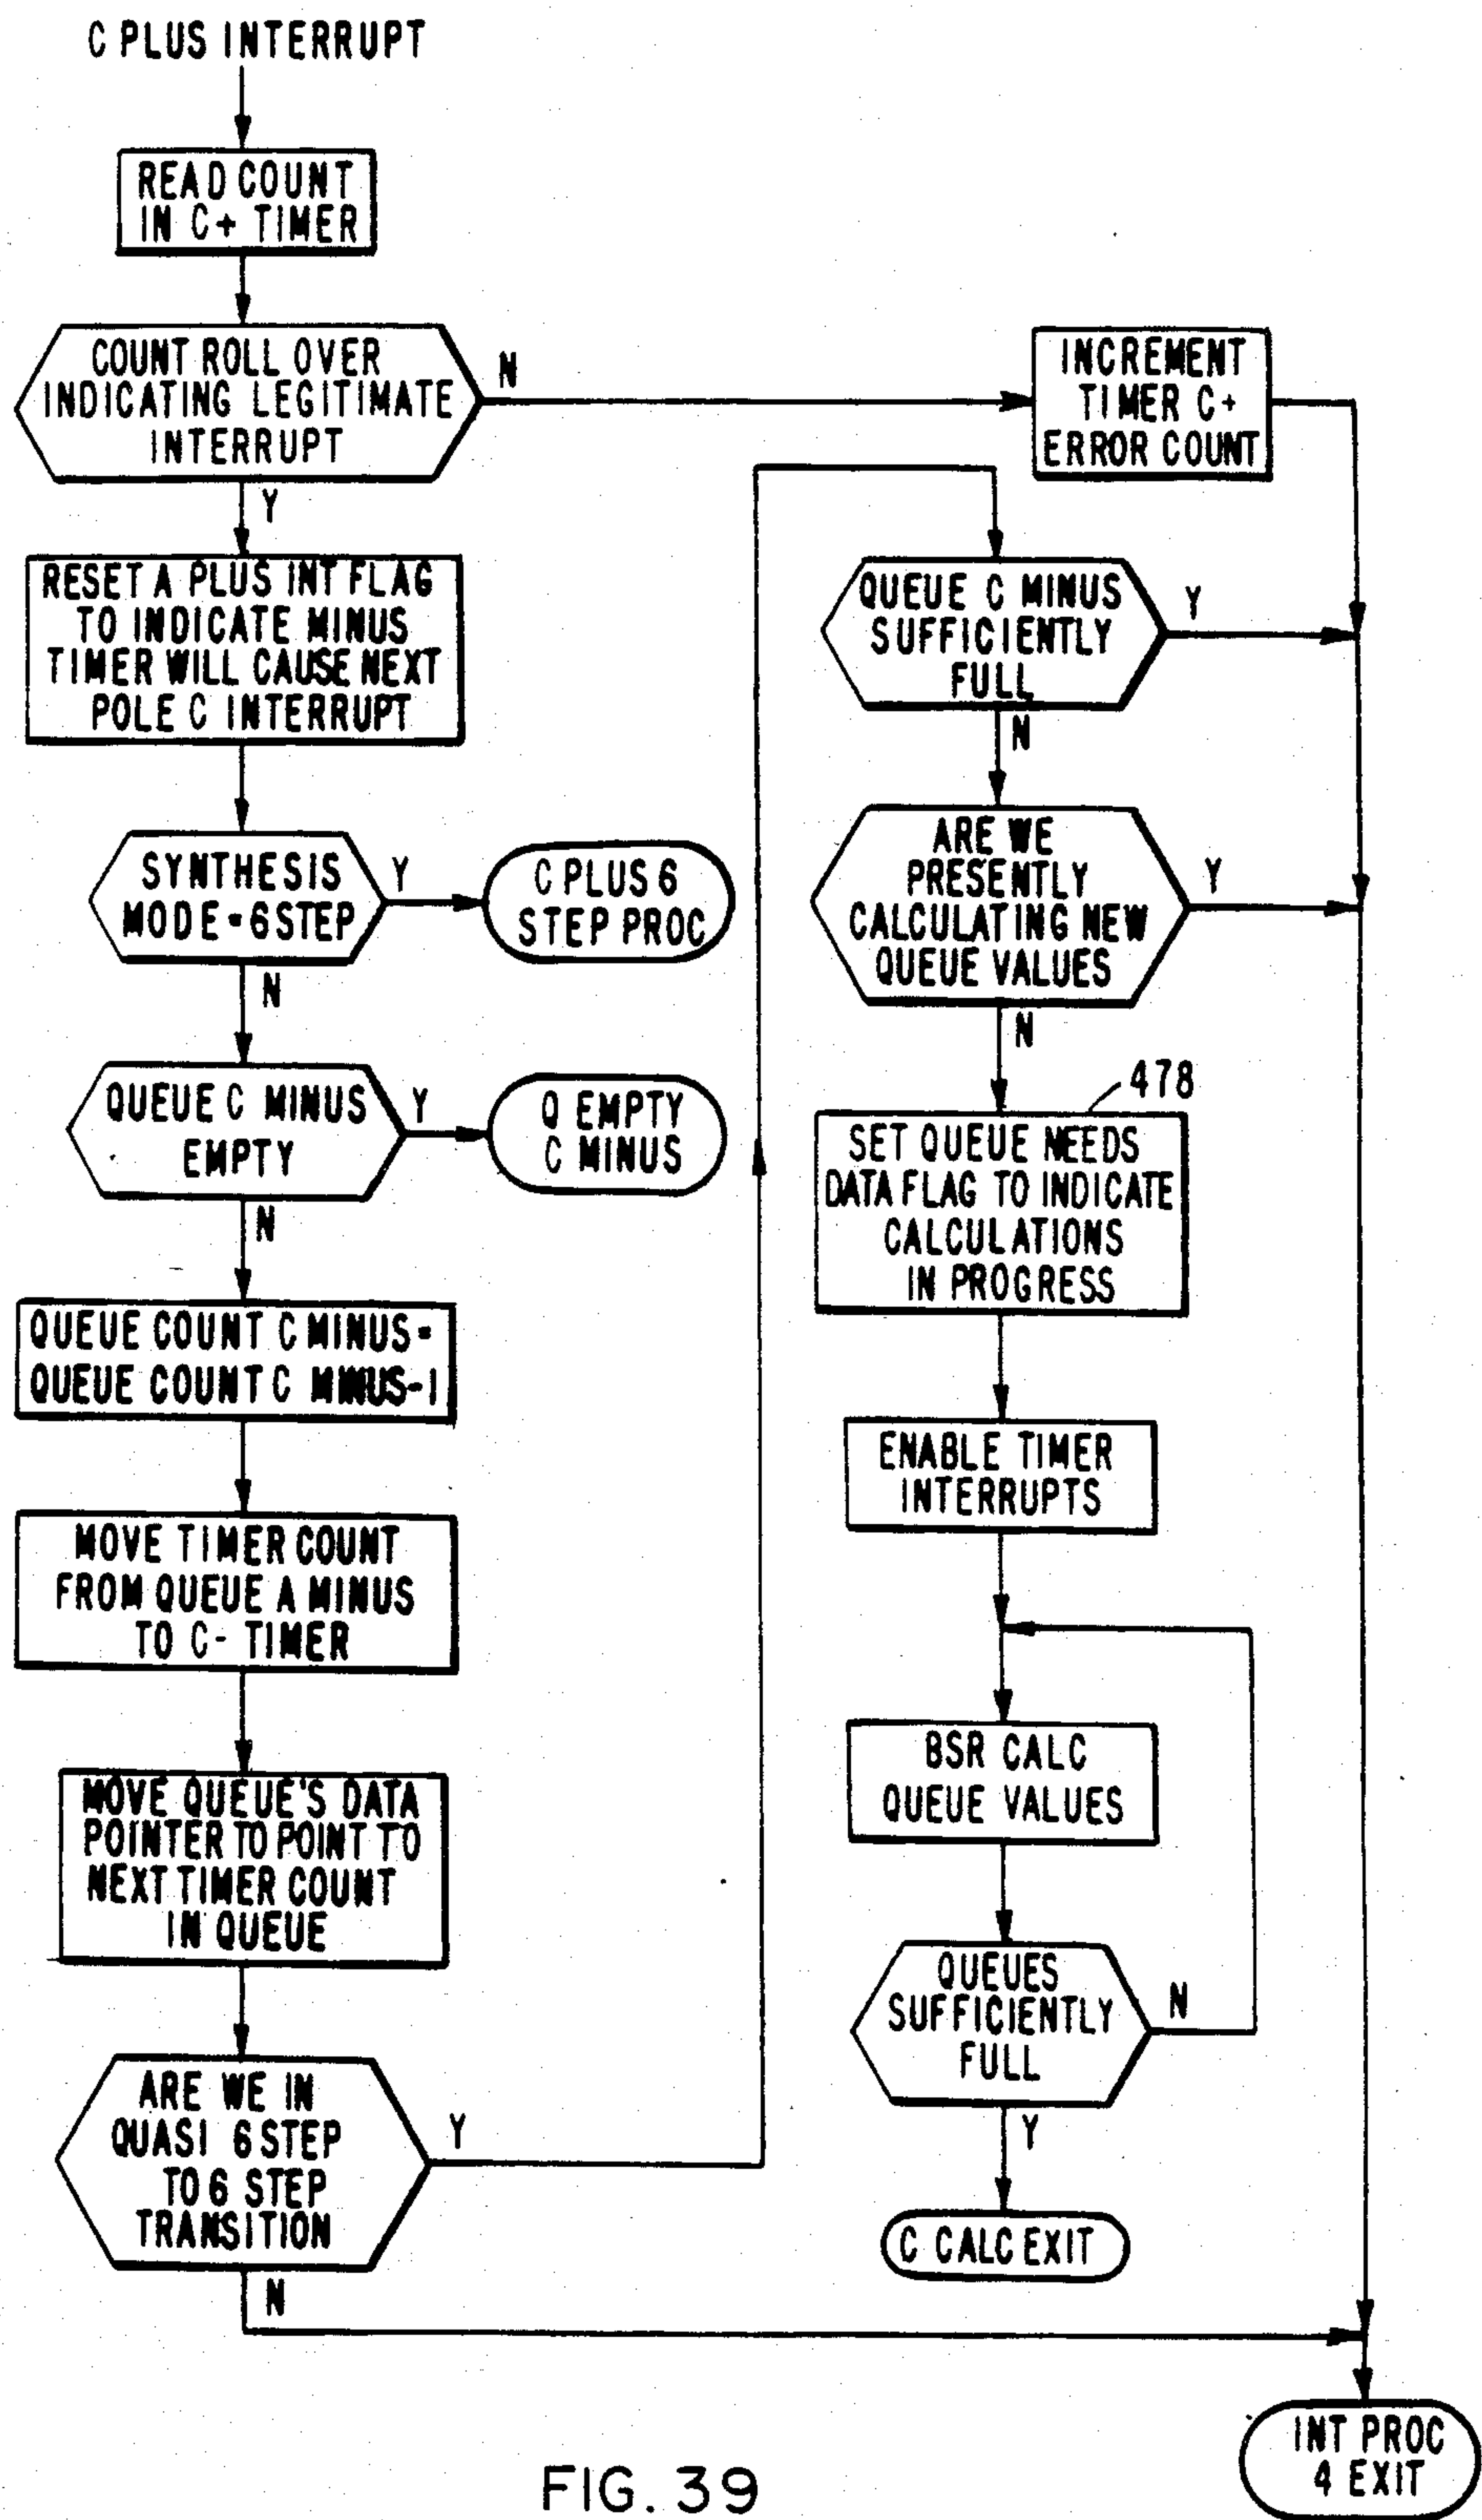 C PLUS INTERRUPT
READ COUNT
IN C+ TIMER
COUNT ROLL OVER
INDICATING LEGITIMATE
INTERRUPT
N
INCREMENT
TIMER C+
ERROR COUNT
Y
RESET A PLUS INT FLAG
TO INDICATE MINUS
TIMER WILL CAUSE NEXT
POLE C INTERRUPT
SYNTHESIS
MODE=6STEP
Y
C PLUS 6
STEP PROC
N
QUEUE C MINUS
EMPTY
Y
Q EMPTY
C MINUS
N
QUEUE COUNT C MINUS=
QUEUE COUNT C MINUS-1
MOVE TIMER COUNT
FROM QUEUE A MINUS
TO C- TIMER
MOVE QUEUE'S DATA
POINTER TO POINT TO
NEXT TIMER COUNT
IN QUEUE
ARE WE IN
QUASI 6 STEP
TO 6 STEP
TRANSITION
Y
N
QUEUE C MINUS
SUFFICIENTLY
FULL
Y
N
ARE WE
PRESENTLY
CALCULATING NEW
QUEUE VALUES
Y
N
478
SET QUEUE NEEDS
DATA FLAG TO INDICATE
CALCULATIONS
IN PROGRESS
ENABLE TIMER
INTERRUPTS
BSR CALC
QUEUE VALUES
QUEUES
SUFFICIENTLY
FULL
N
Y
C CALC EXIT
INT PROC
4 EXIT
FIG. 39